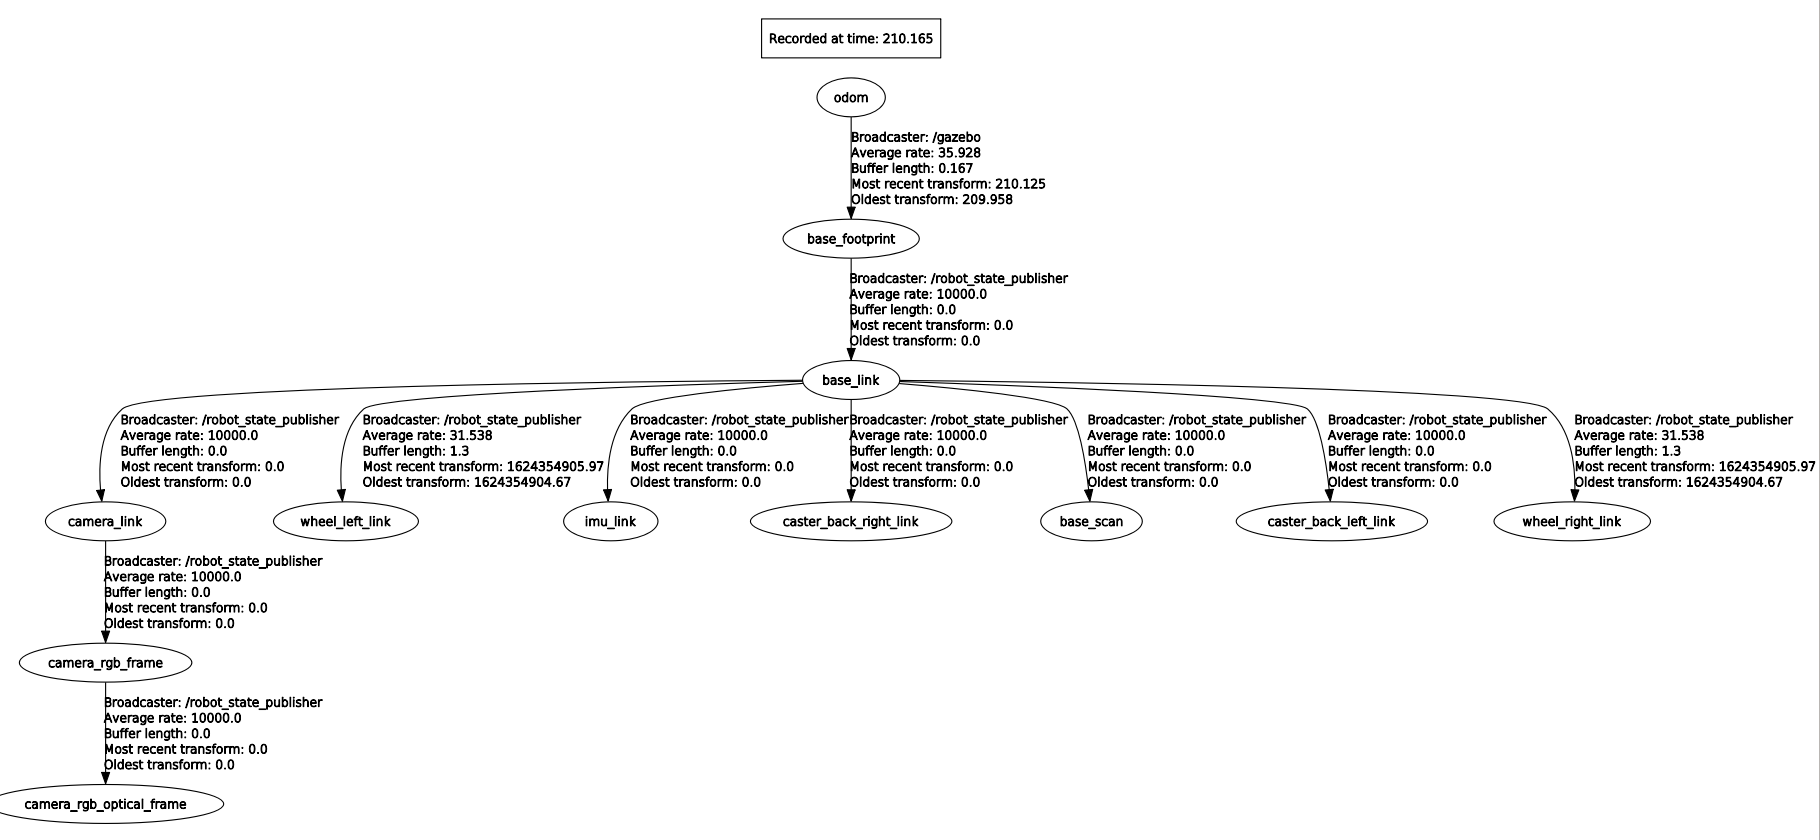 Recorded at time: 210.165
odom
Broadcaster: /gazebo
Average rate: 35.928
Buffer length: 0.167
Most recent transform: 210.125
Oldest transform: 209.958
base_footprint
Broadcaster: /robot_state_publisher
Average rate: 10000.0
Buffer length: 0.0
Most recent transform: 0.0
Oldest transform: 0.0
base_link
Broadcaster: /robot_state_publisher
Average rate: 10000.0
Buffer length: 0.0
Most recent transform: 0.0
Oldest transform: 0.0
Broadcaster: /robot_state_publisher
Average rate: 31.538
Buffer length: 1.3
Most recent transform: 1624354905.97
Oldest transform: 1624354904.67
Broadcaster: /robot_state_publisher
Average rate: 10000.0
Buffer length: 0.0
Most recent transform: 0.0
Oldest transform: 0.0
Broadcaster: /robot_state_publisher
Average rate: 10000.0
Buffer length: 0.0
Most recent transform: 0.0
Oldest transform: 0.0
Broadcaster: /robot_state_publisher
Average rate: 10000.0
Buffer length: 0.0
Most recent transform: 0.0
Oldest transform: 0.0
Broadcaster: /robot_state_publisher
Average rate: 10000.0
Buffer length: 0.0
Most recent transform: 0.0
Oldest transform: 0.0
Broadcaster: /robot_state_publisher
Average rate: 31.538
Buffer length: 1.3
Most recent transform: 1624354905.97
Oldest transform: 1624354904.67
camera_link
wheel_left_link
imu_link
caster_back_right_link
base_scan
caster_back_left_link
wheel_right_link
Broadcaster: /robot_state_publisher
Average rate: 10000.0
Buffer length: 0.0
Most recent transform: 0.0
Oldest transform: 0.0
camera_rgb_frame
Broadcaster: /robot_state_publisher
Average rate: 10000.0
Buffer length: 0.0
Most recent transform: 0.0
Oldest transform: 0.0
camera_rgb_optical_frame